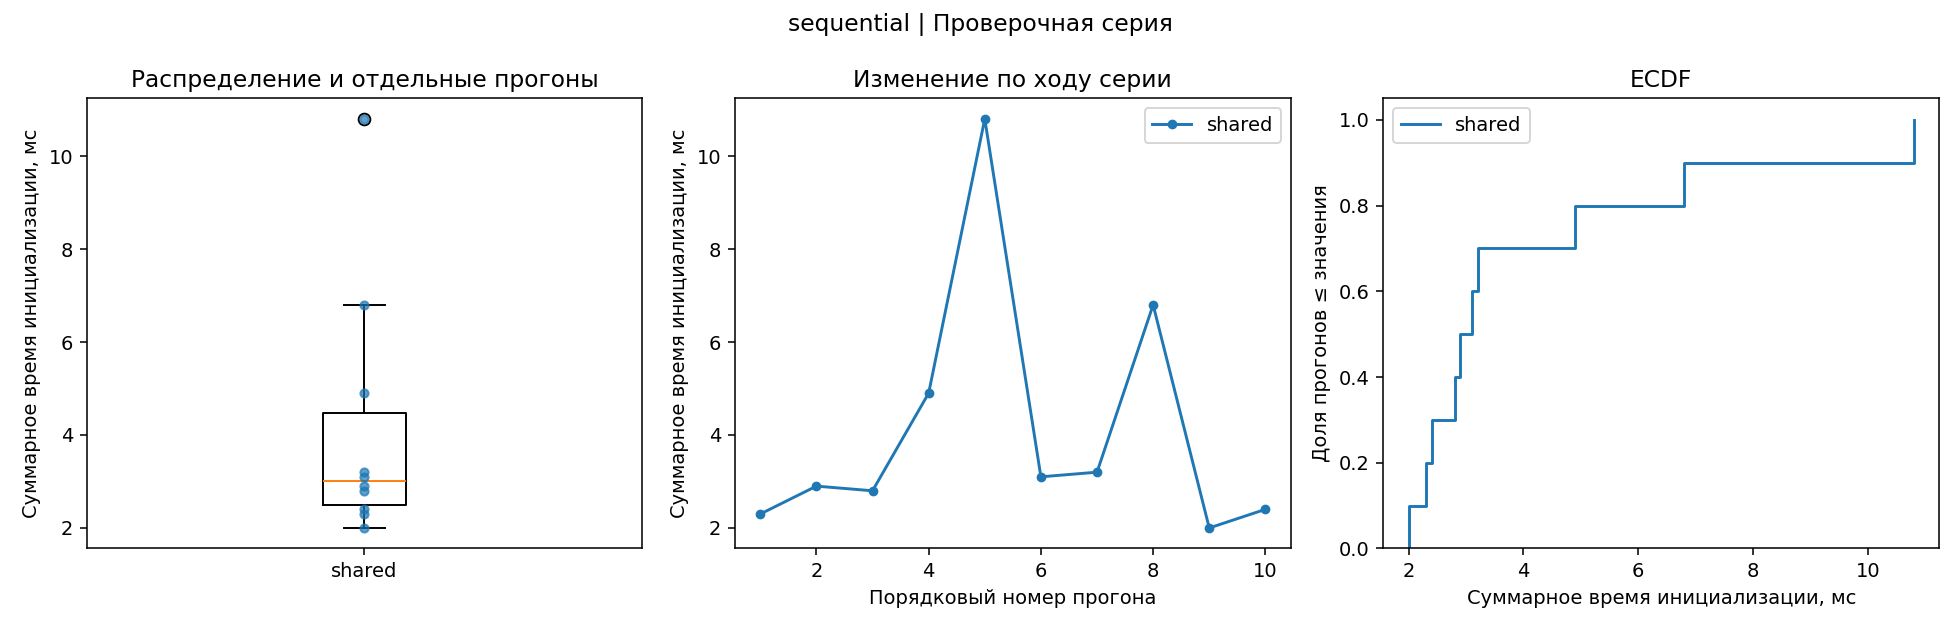 sequential | Проверочная серия
Распределение и отдельные прогоны
Суммарное время инициализации, мс
10
8
6
4
2
shared
Изменение по ходу серии
Суммарное время инициализации, мс
10
8
6
4
2
shared
2 4 6 8 10
Порядковый номер прогона
ECDF
Доля прогонов ≤ значения
1.0
0.8
0.6
0.4
0.2
0.0
shared
2 4 6 8 10
Суммарное время инициализации, мс